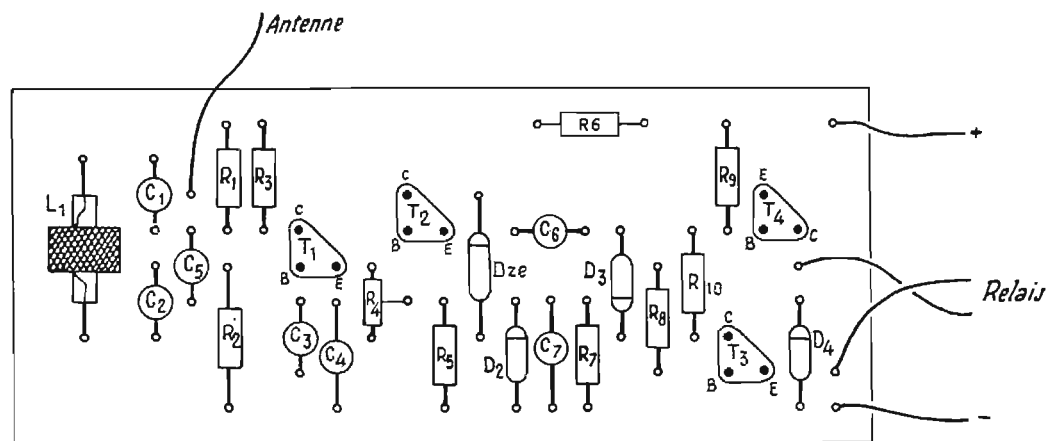 Antenne
R6
+
L1
C1
R1
R3
R9
C
T2
B
E
E
T4
B
C
C
T1
B
E
C6
Dze
D3
C5
C2
R2
R4
R8
R10
Relais
C3
C4
R5
D2
C7
R7
C
T3
B
E
D4
-